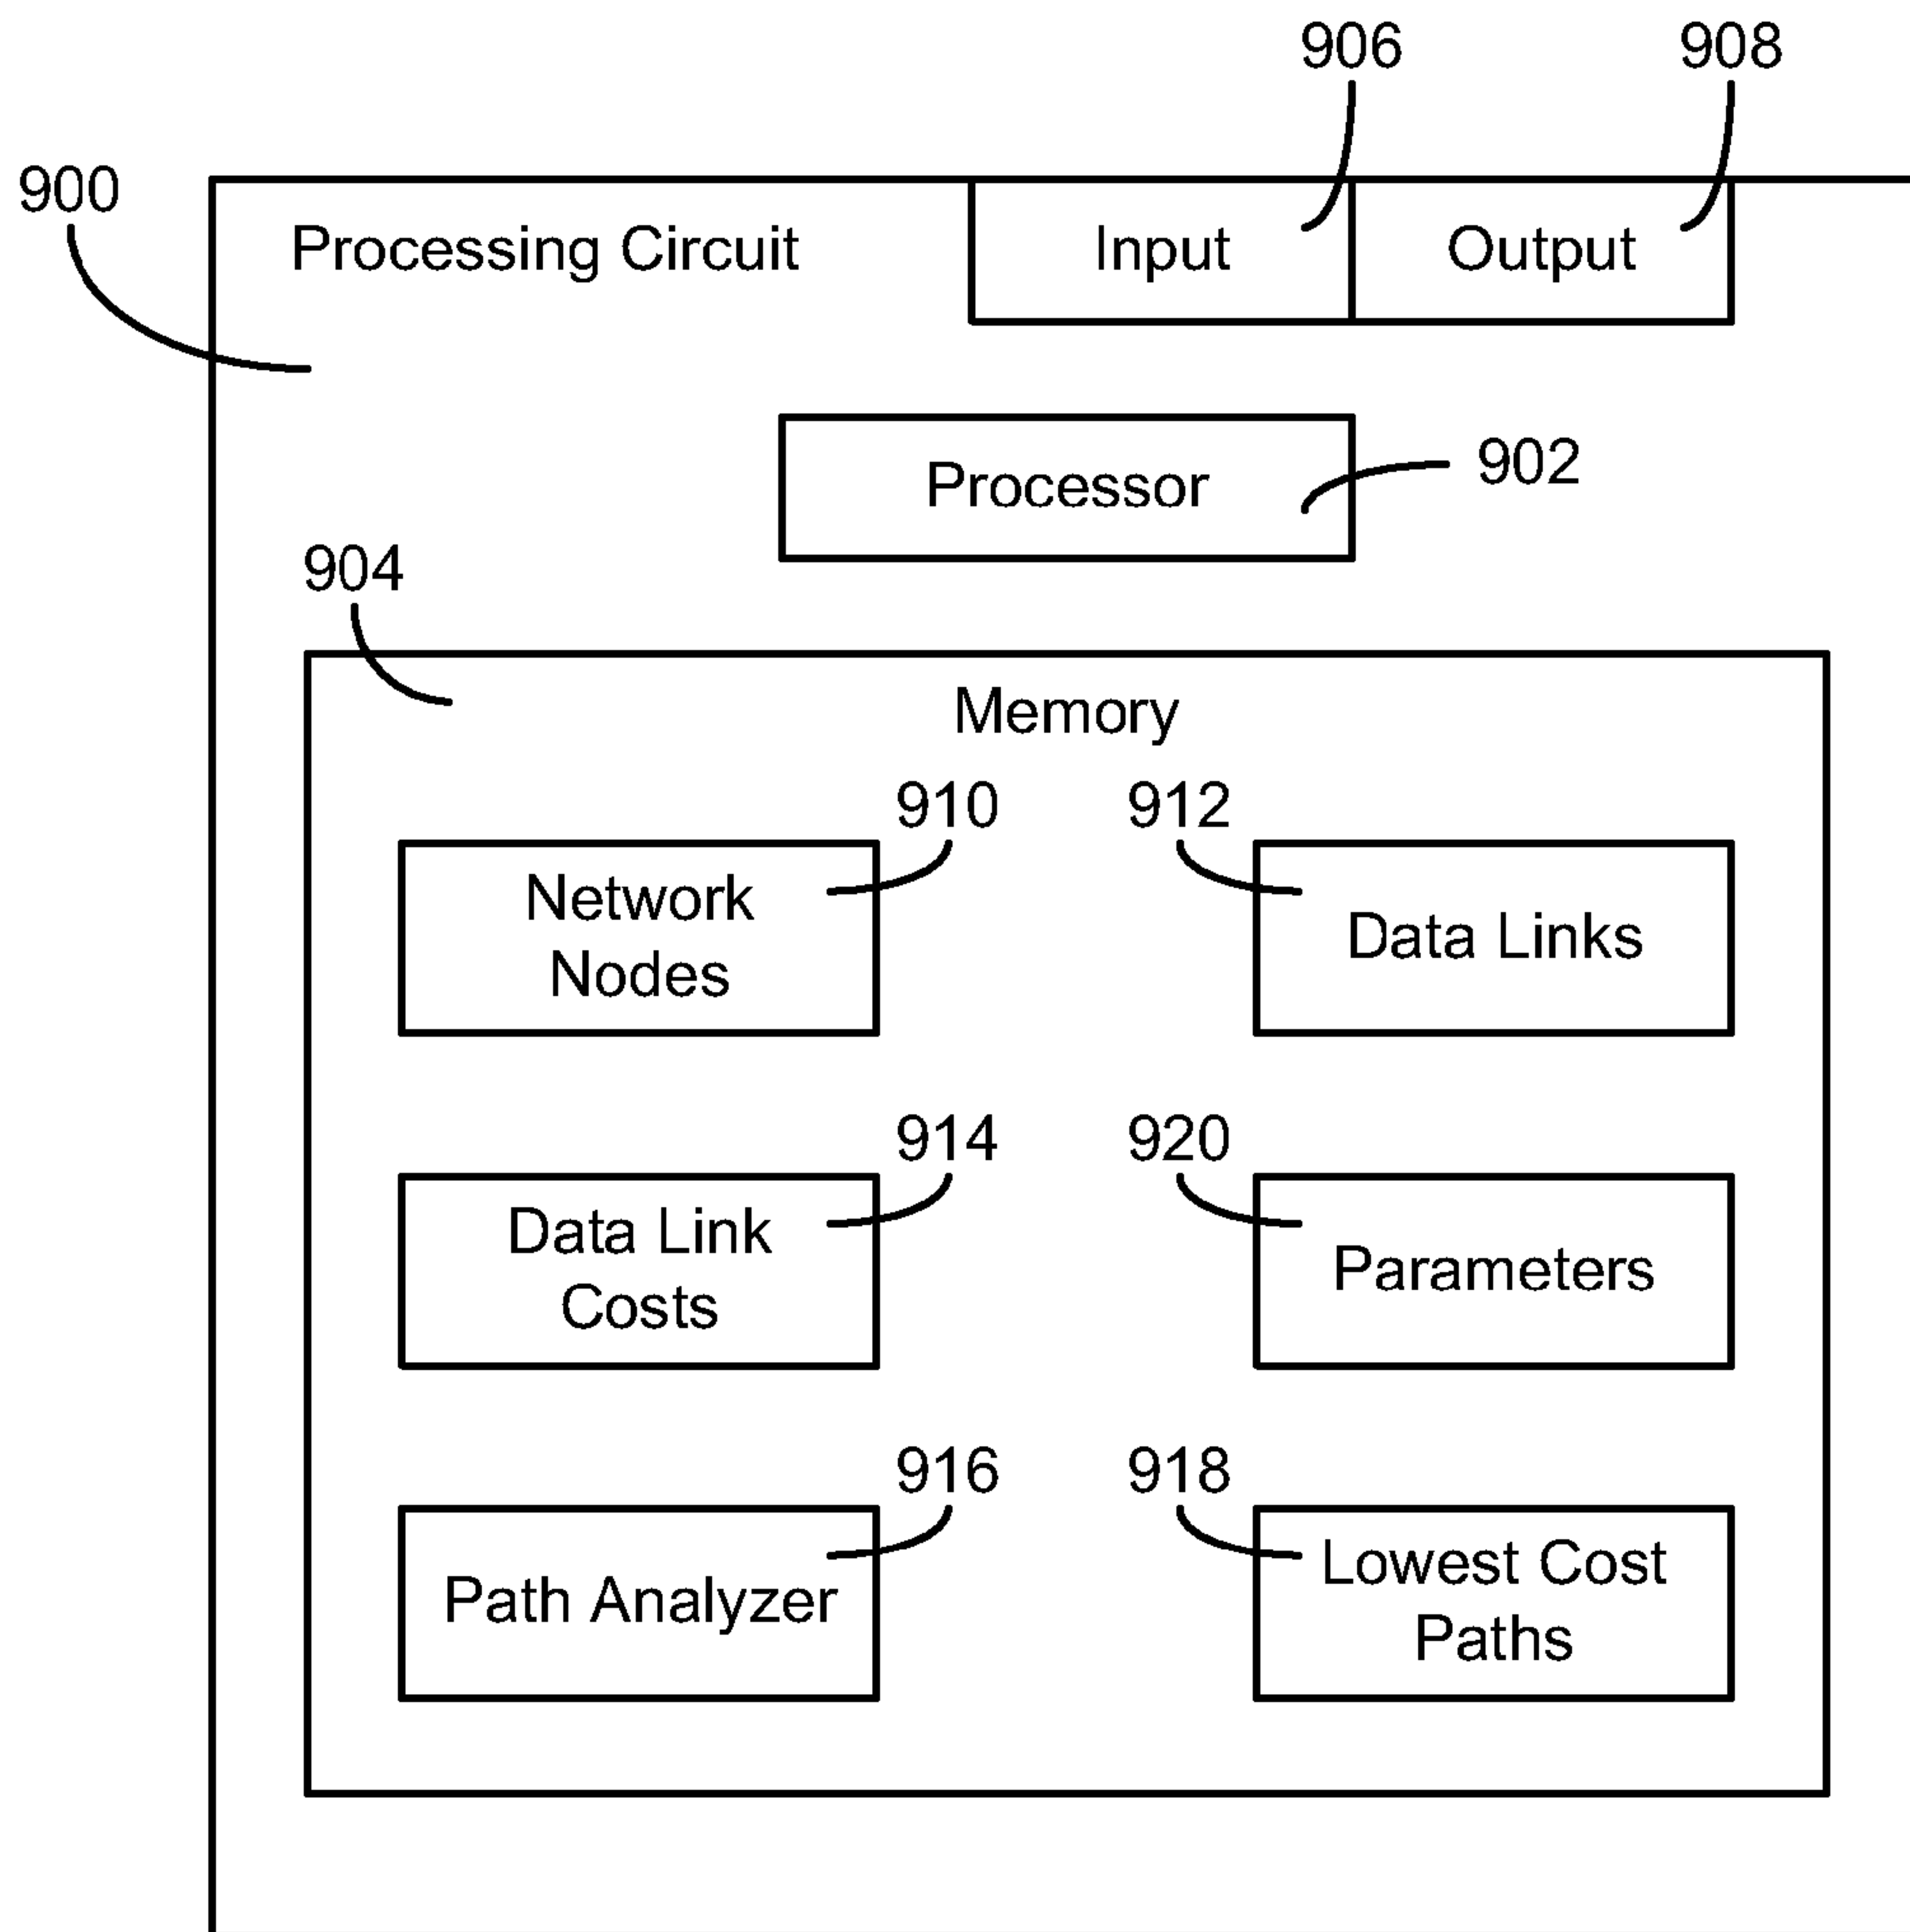 906
908
900
Processing Circuit
Input
Output
Processor
902
904
Memory
910
912
Network
Nodes
Data Links
914
920
Data Link
Costs
Parameters
916
918
Path Analyzer
Lowest Cost
Paths